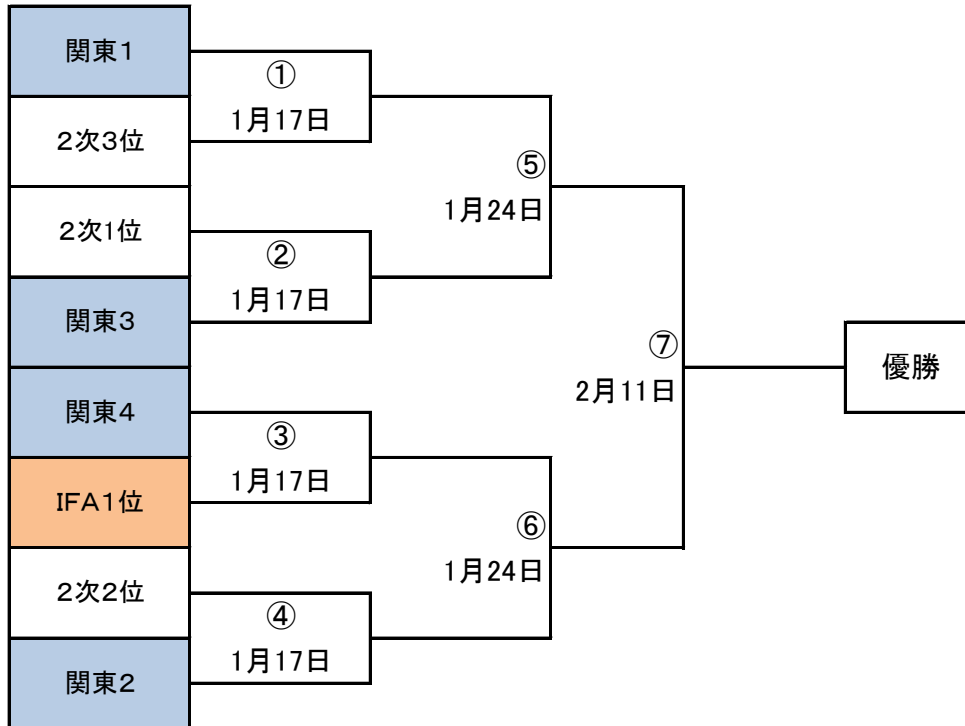 関東1
2次3位
2次1位
関東3
関東4
IFA1位
2次2位
関東2
①
1月17日
②
1月17日
③
1月17日
④
1月17日
⑤
1月24日
⑥
1月24日
⑦
2月11日
優勝